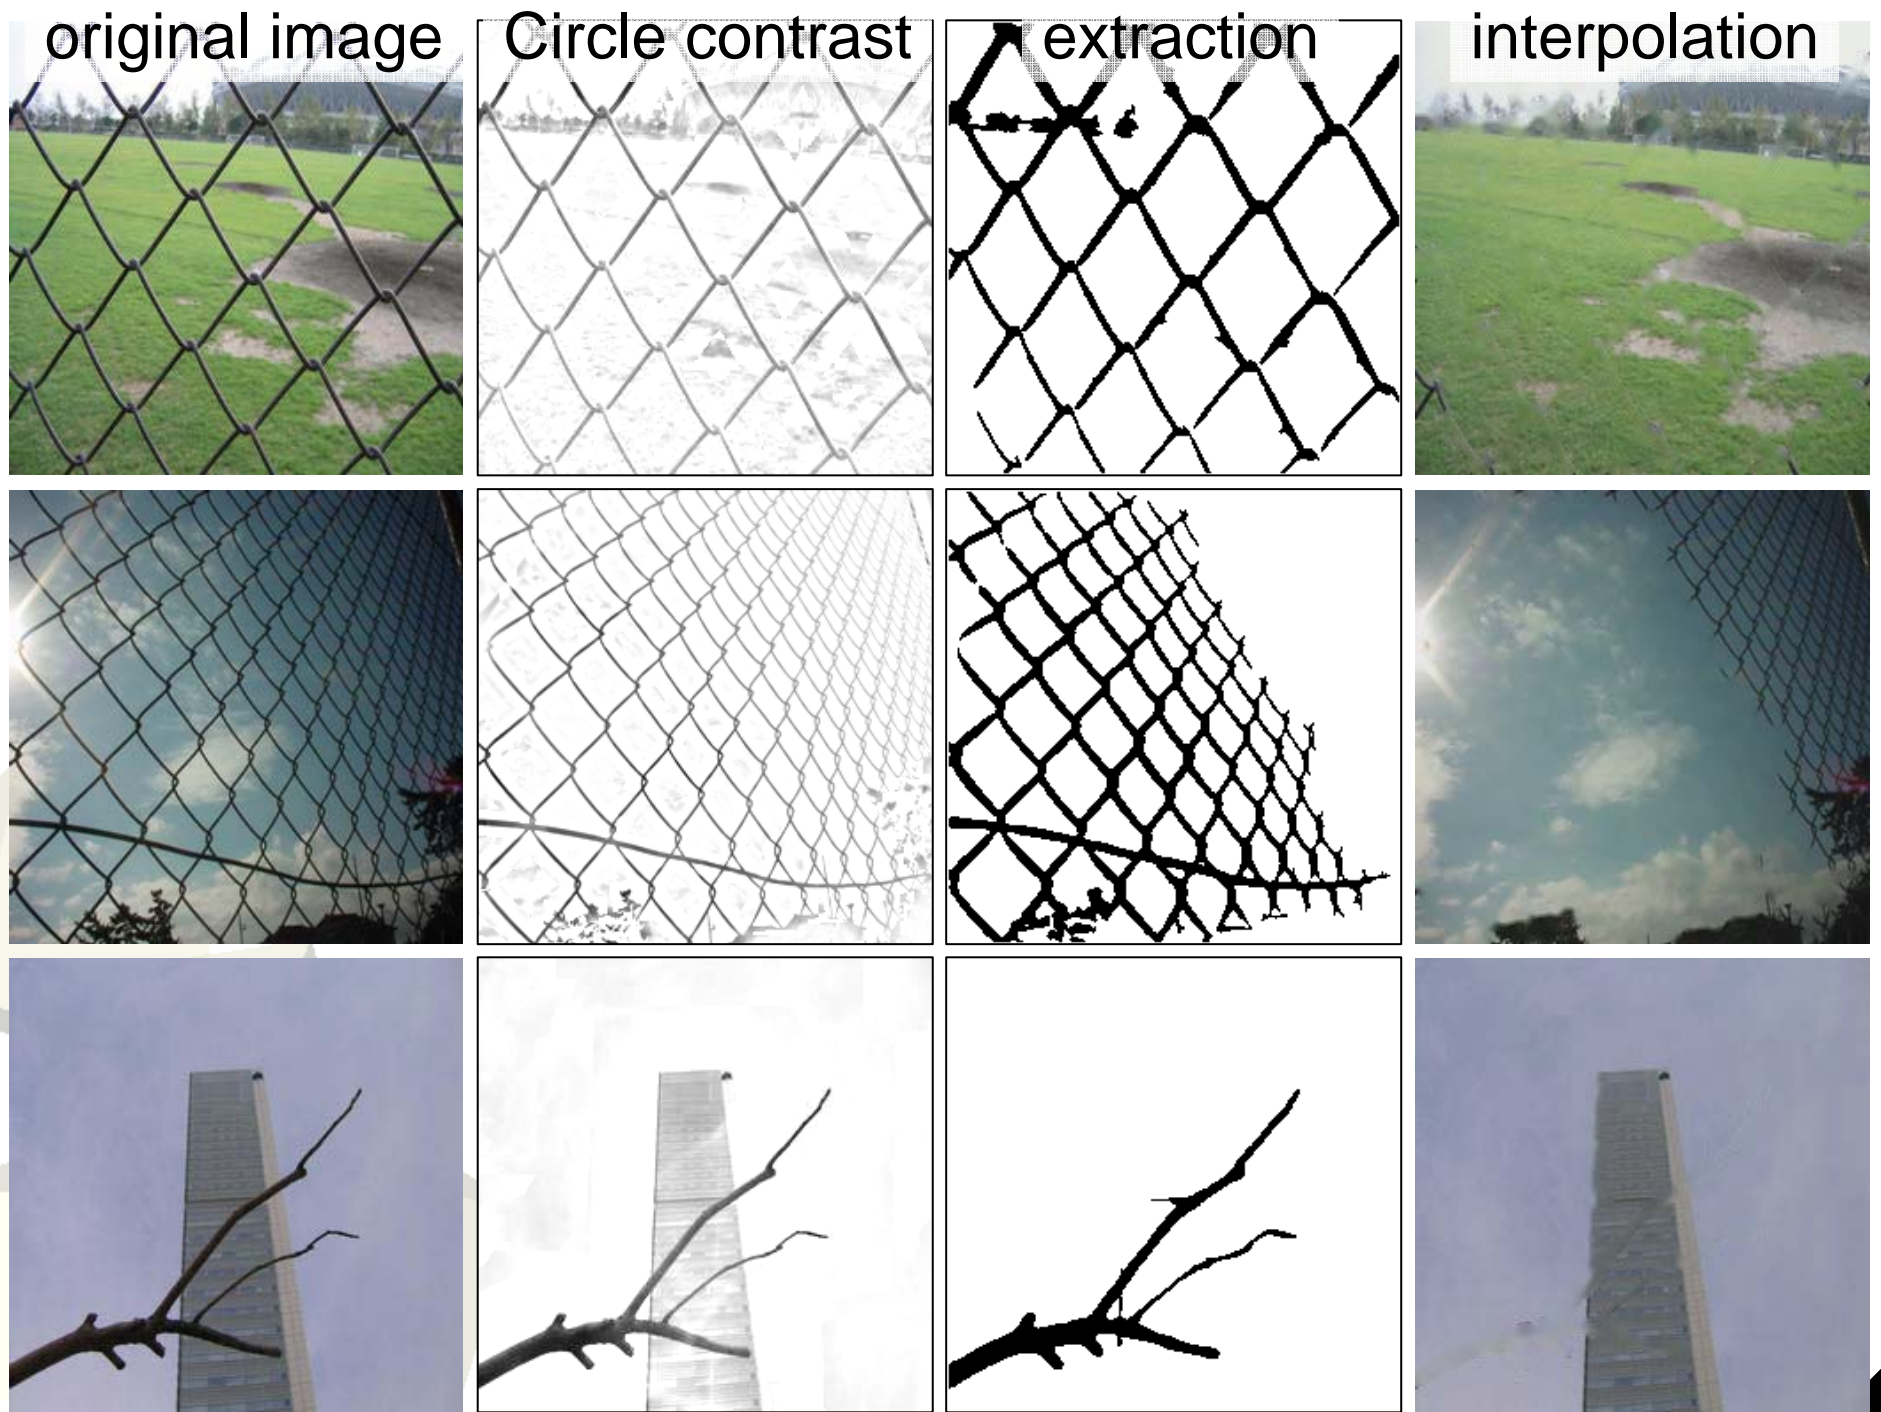 original image
Circle contrast
extraction
interpolation